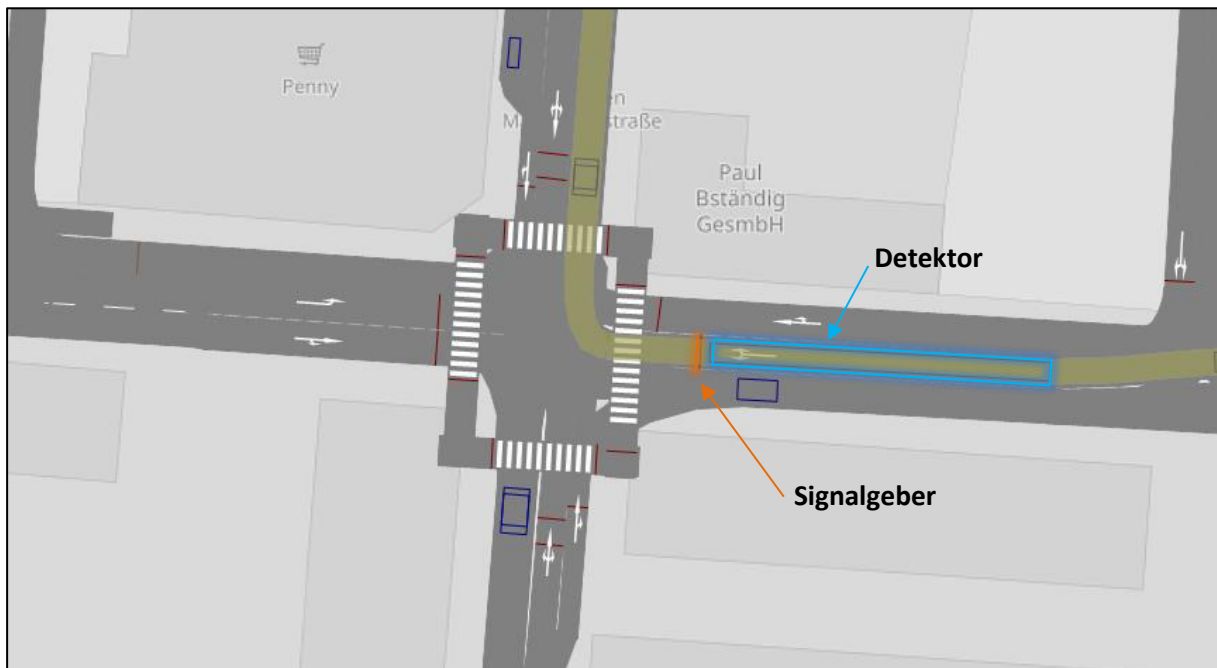 Penny
straße
Paul
Bständig
GesmbH
Detektor
Signalgeber